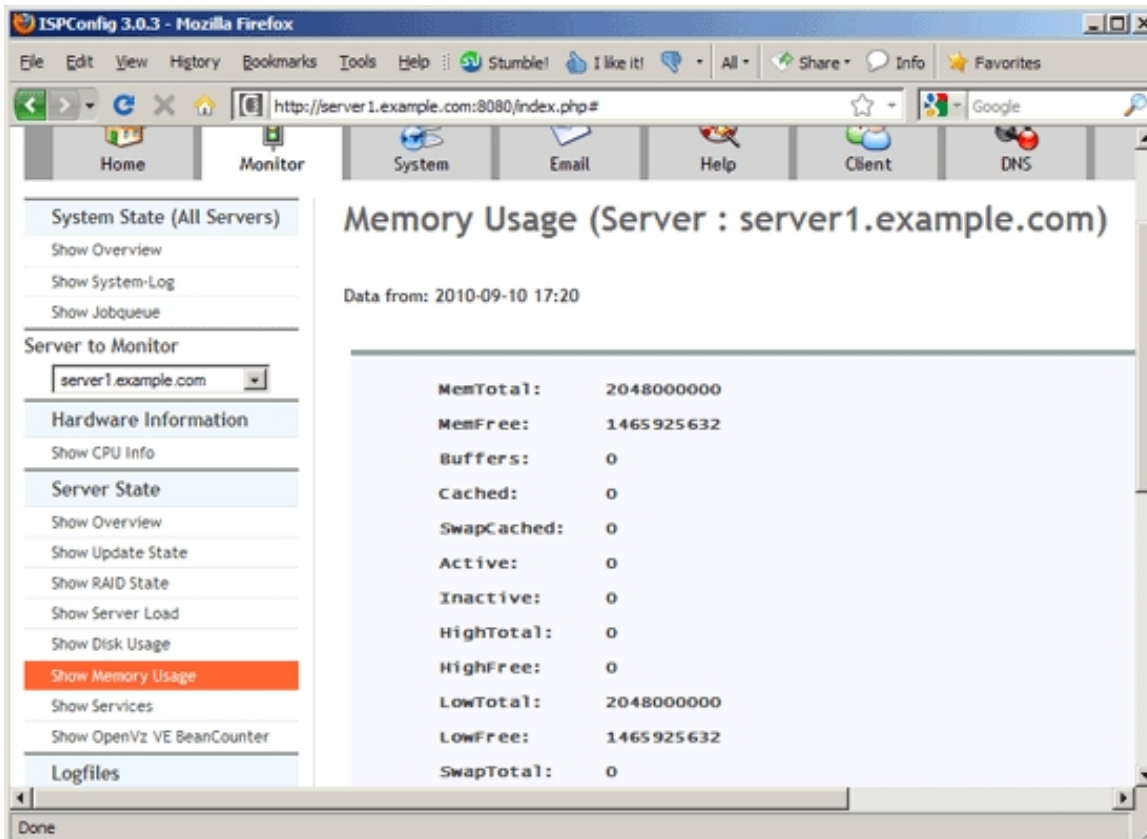 ISPConfig 3.0.3 - Mozilla Firefox
File Edit View History Bookmarks Tools Help Stumble! I like it! All Share Info Favorites
http://server1.example.com:8080/index.php# Google
Home Monitor System Email Help Client DNS
System State (All Servers)
Show Overview
Show System-Log
Show Jobqueue
Server to Monitor
server1.example.com
Hardware Information
Show CPU Info
Server State
Show Overview
Show Update State
Show RAID State
Show Server Load
Show Disk Usage
Show Memory Usage
Show Services
Show OpenVz VE BeanCounter
Logfiles
Memory Usage (Server : server1.example.com)
Data from: 2010-09-10 17:20
MemTotal: 2048000000
MemFree: 1465925632
Buffers: 0
Cached: 0
SwapCached: 0
Active: 0
Inactive: 0
HighTotal: 0
HighFree: 0
LowTotal: 2048000000
LowFree: 1465925632
SwapTotal: 0
Done